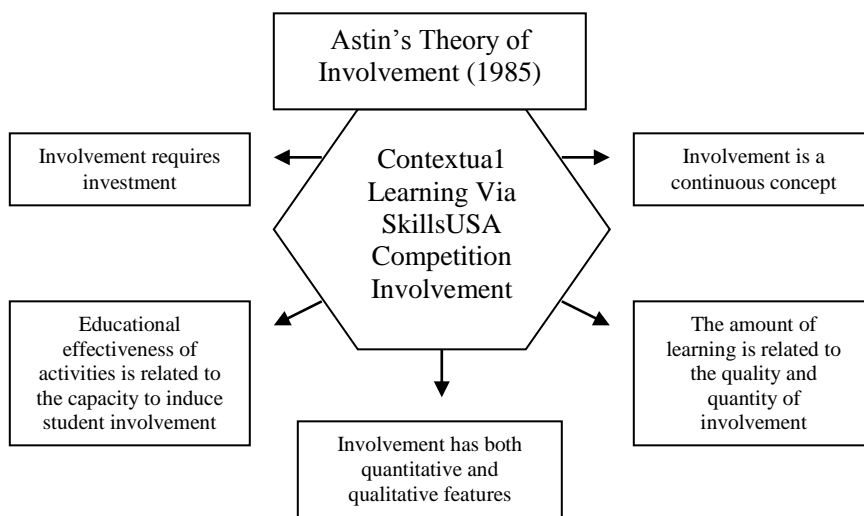 Astin's Theory of
Involvement (1985)
Contextua1
Learning Via
SkillsUSA
Competition
Involvement
Involvement requires
investment
Involvement is a
continuous concept
Educational
effectiveness of
activities is related to
the capacity to induce
student involvement
The amount of
learning is related to
the quality and
quantity of
involvement
Involvement has both
quantitative and
qualitative features